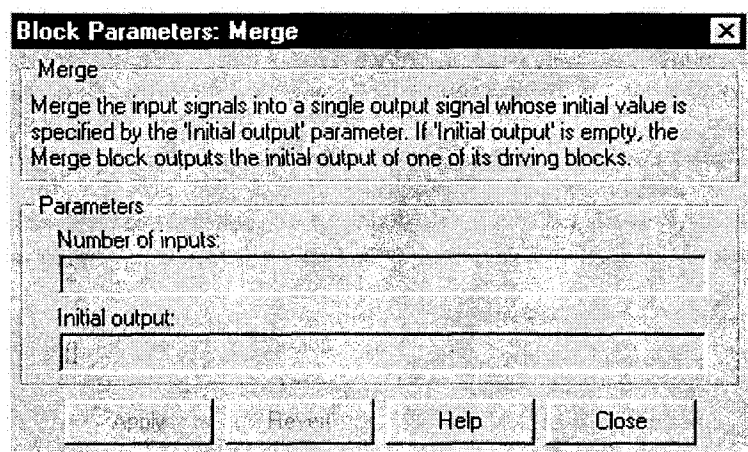 Block Parameters: Merge
Merge
Merge the input signals into a single output signal whose initial value is
specified by the 'Initial output' parameter. If 'Initial output' is empty, the
Merge block outputs the initial output of one of its driving blocks.
Parameters
Number of inputs:
Initial output:
[]
Apply Revert Help Close